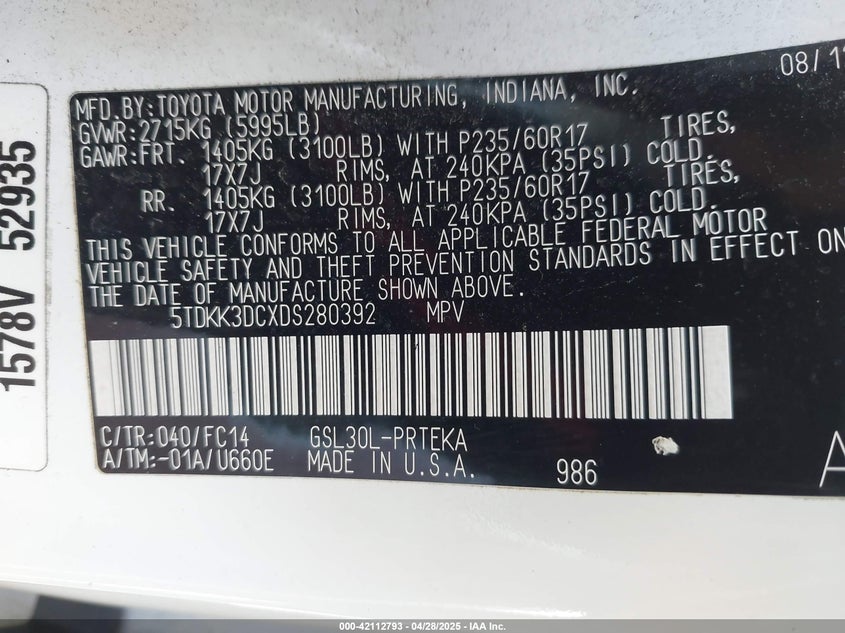 08/1
MFD.BY:TOYOTA MOTOR MANUFACTURING, INDIANA, INC.
GVWR:2715KG (5995LB)
GAWR:FRT. 1405KG (3100LB) WITH P235/60R17 TIRES,
17X7J RIMS, AT 240KPA (35PSI) COLD.
RR. 1405KG (3100LB) WITH P235/60R17 TIRES,
17X7J RIMS, AT 240KPA (35PSI) COLD.
THIS VEHICLE CONFORMS TO ALL APPLICABLE FEDERAL MOTOR
VEHICLE SAFETY AND THEFT PREVENTION STANDARDS IN EFFECT ON
THE DATE OF MANUFACTURE SHOWN ABOVE.
5TDKK3DCXDS280392 MPV
C/TR:040/FC14 GSL30L-PRTEKA
A/TM:-01A/U660E MADE IN U.S.A. 986
A
1578V 52935
000-42112793 - 04/28/2025 - IAA Inc.